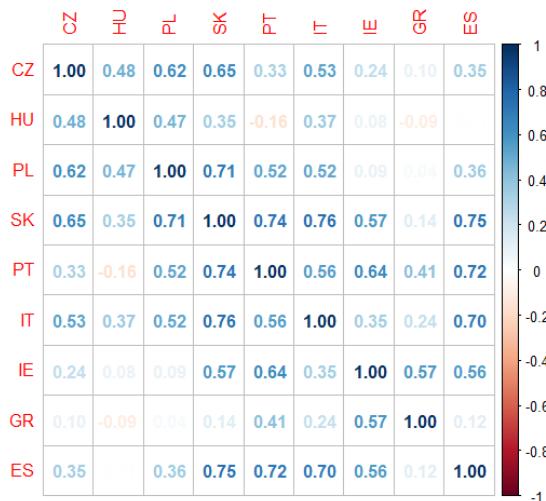 CZ HU PL SK PT IT IE GR ES
CZ 1.00 0.48 0.62 0.65 0.33 0.53 0.24 0.10 0.35 1
HU 0.48 1.00 0.47 0.35 -0.16 0.37 0.08 -0.09 0.8
PL 0.62 0.47 1.00 0.71 0.52 0.52 0.09 0.04 0.36 0.6
0.4
SK 0.65 0.35 0.71 1.00 0.74 0.76 0.57 0.14 0.75 0.2
PT 0.33 -0.16 0.52 0.74 1.00 0.56 0.64 0.41 0.72 0
IT 0.53 0.37 0.52 0.76 0.56 1.00 0.35 0.24 0.70 -0.2
IE 0.24 0.08 0.09 0.57 0.64 0.35 1.00 0.57 0.56 -0.4
-0.6
GR 0.10 -0.09 0.04 0.14 0.41 0.24 0.57 1.00 0.12 -0.8
ES 0.35 0.36 0.75 0.72 0.70 0.56 0.12 1.00 -1